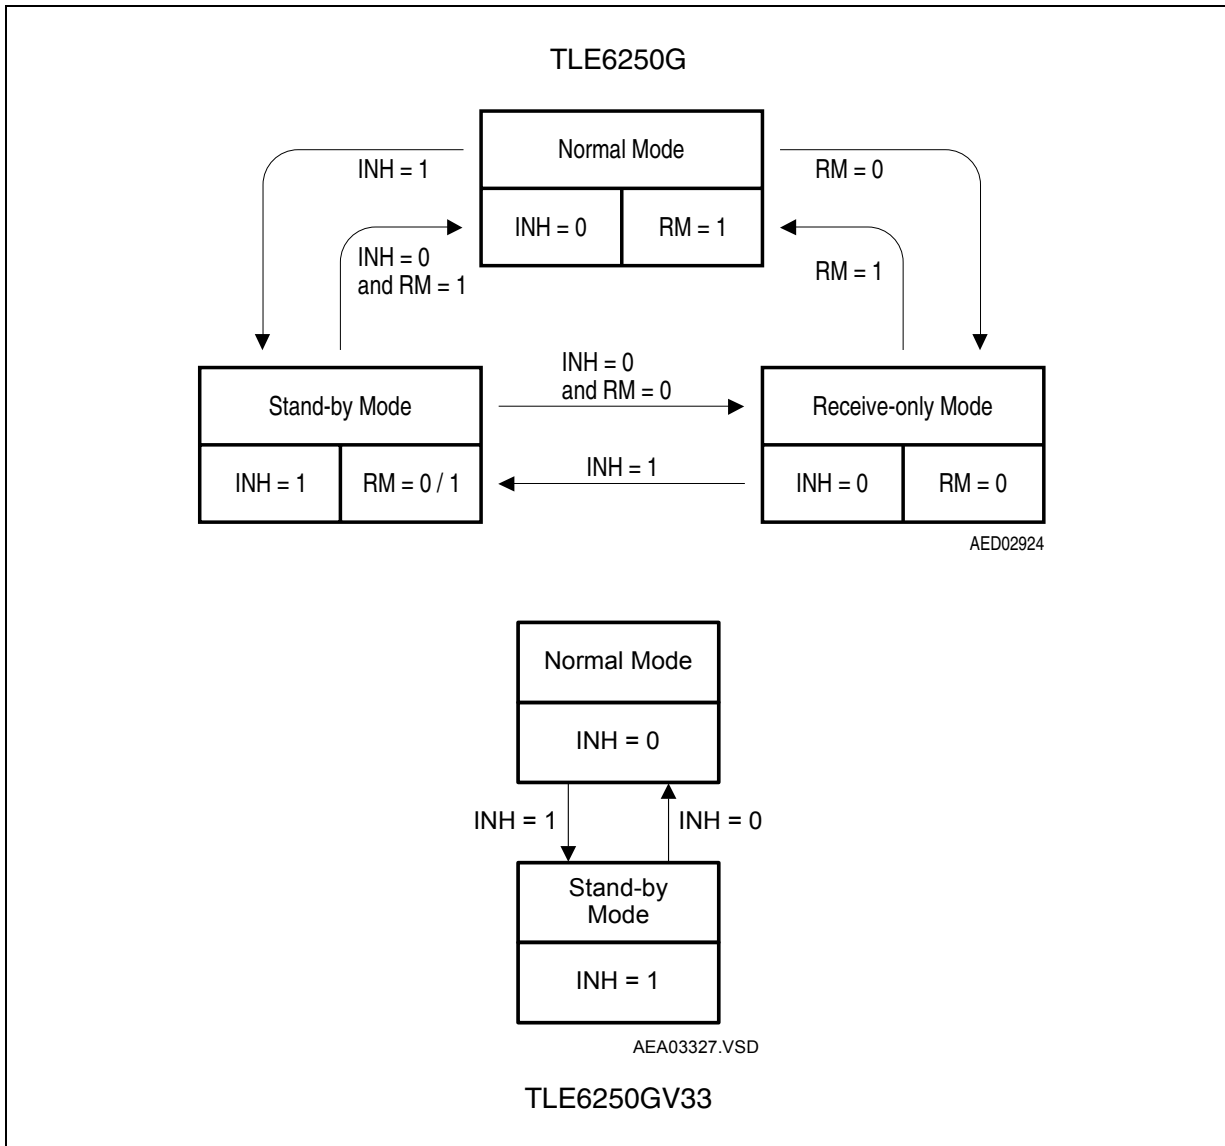 TLE6250G
Normal Mode
INH = 1
RM = 0
INH = 0
RM = 1
INH = 0
and RM = 1
RM = 1
INH = 0
and RM = 0
Stand-by Mode
Receive-only Mode
INH = 1
INH = 1
RM = 0 / 1
INH = 0
RM = 0
AED02924
Normal Mode
INH = 0
INH = 1
INH = 0
Stand-by
Mode
INH = 1
AEA03327.VSD
TLE6250GV33